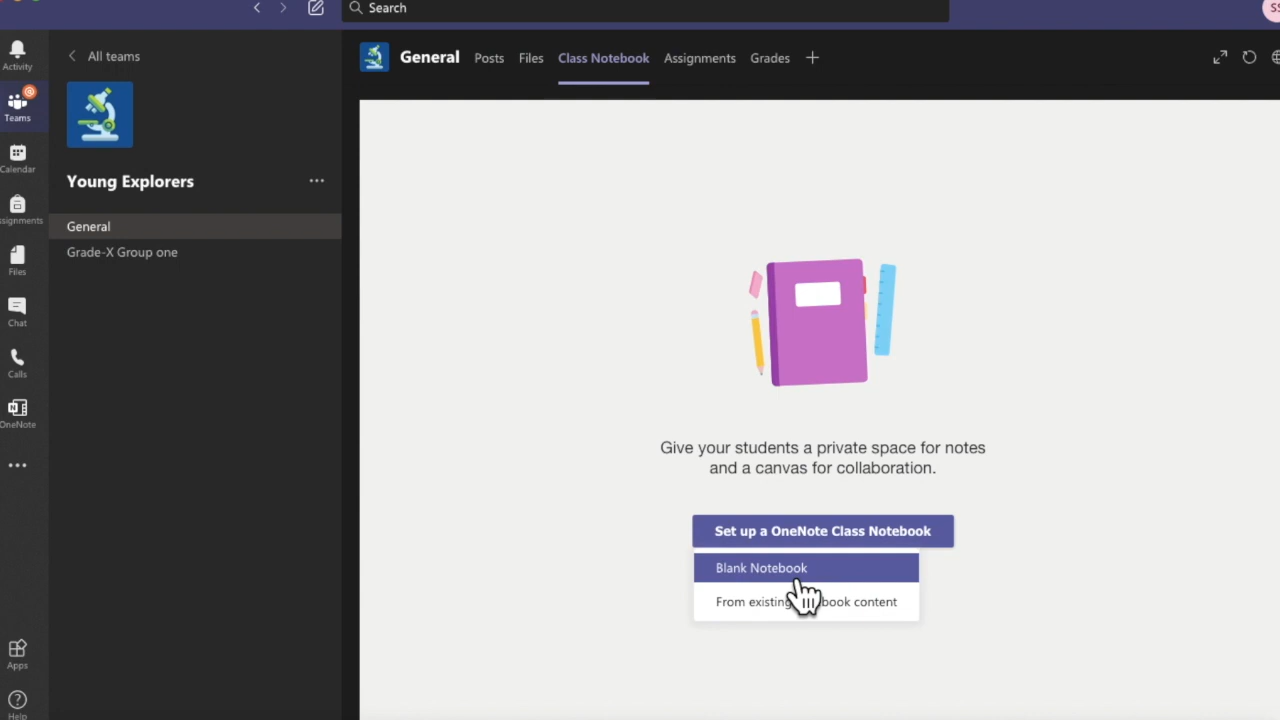 Search
SS
Activity
Teams
Calendar
ssignments
Files
Chat
Calls
OneNote
Apps
Help
All teams
Young Explorers
General
Grade-X Group one
General Posts Files Class Notebook Assignments Grades
Give your students a private space for notes
and a canvas for collaboration.
Set up a OneNote Class Notebook
Blank Notebook
From existing book content